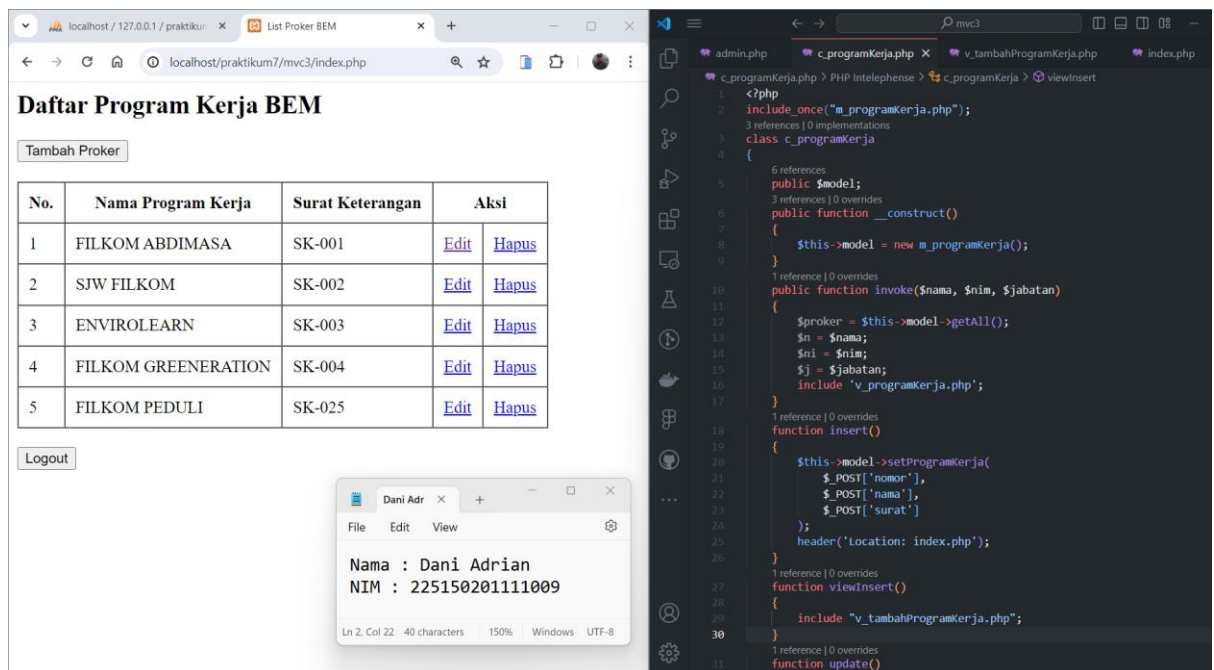 localhost / 127.0.0.1 / praktikun
List Proker BEM
localhost/praktikum7/mvc3/index.php
Daftar Program Kerja BEM
Tambah Proker
No. Nama Program Kerja Surat Keterangan Aksi
1 FILKOM ABDIMASA SK-001 Edit Hapus
2 SJW FILKOM SK-002 Edit Hapus
3 ENVIROLEARN SK-003 Edit Hapus
4 FILKOM GREENERATION SK-004 Edit Hapus
5 FILKOM PEDULI SK-025 Edit Hapus
Logout
Dani Adr
File Edit View
Nama : Dani Adrian
NIM : 225150201111009
Ln 2, Col 22 40 characters 150% Windows UTF-8
mvc3
admin.php c_programKerja.php v_tambahProgramKerja.php index.php
c_programKerja.php > PHP Intelephense > c_programKerja > viewInsert
1 <?php
2 include_once("m_programKerja.php");
3 references | 0 implementations
3 class c_programKerja
4 {
6 references
5 public $model;
3 references | 0 overrides
6 public function __construct()
7 {
8 $this->model = new m_programKerja();
9 }
1 reference | 0 overrides
10 public function invoke($nama, $nim, $jabatan)
11 {
12 $proker = $this->model->getAll();
13 $n = $nama;
14 $ni = $nim;
15 $j = $jabatan;
16 include 'v_programKerja.php';
17 }
1 reference | 0 overrides
18 function insert()
19 {
20 $this->model->setProgramKerja(
21 $_POST['nomor'],
22 $_POST['nama'],
23 $_POST['surat']
24 );
25 header('Location: index.php');
26 }
1 reference | 0 overrides
27 function viewInsert()
28 {
29 include "v_tambahProgramKerja.php";
30 }
1 reference | 0 overrides
31 function update()